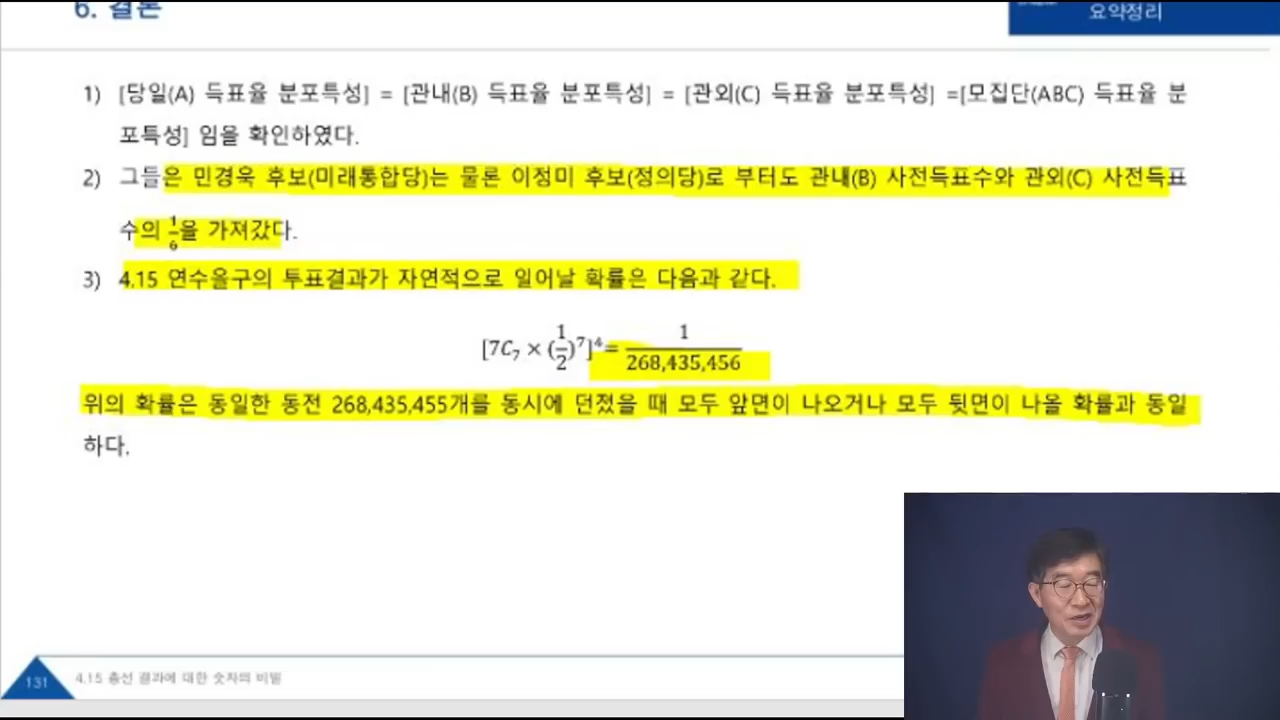 6. 결론
요약정리
1) [당일(A) 득표율 분포특성] = [관내(B) 득표율 분포특성] = [관외(C) 득표율 분포특성] =[모집단(ABC) 득표율 분
포특성] 임을 확인하였다.
2) 그들은 민경욱 후보(미래통합당)는 물론 이정미 후보(정의당)로 부터도 관내(B) 사전득표수와 관외(C) 사전득표
수의 1/6을 가져갔다.
3) 4.15 연수을구의 투표결과가 자연적으로 일어날 확률은 다음과 같다.
[7C₇ × (1/2)⁷]⁴= 1/268,435,456
위의 확률은 동일한 동전 268,435,455개를 동시에 던졌을 때 모두 앞면이 나오거나 모두 뒷면이 나올 확률과 동일
하다.
131 4.15 총선 결과에 대한 숫자의 비밀